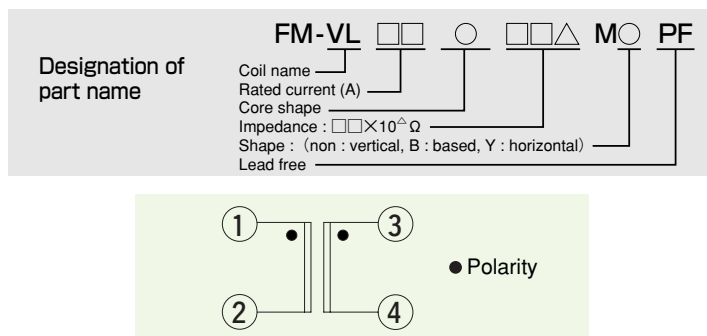 FM-VL □□ ○ □□△ M○ PF
Designation of
part name
Coil name
Rated current (A)
Core shape
Impedance : □□×10△ Ω
Shape :（non : vertical, B : based, Y : horizontal）
Lead free
1 3
● Polarity
2 4